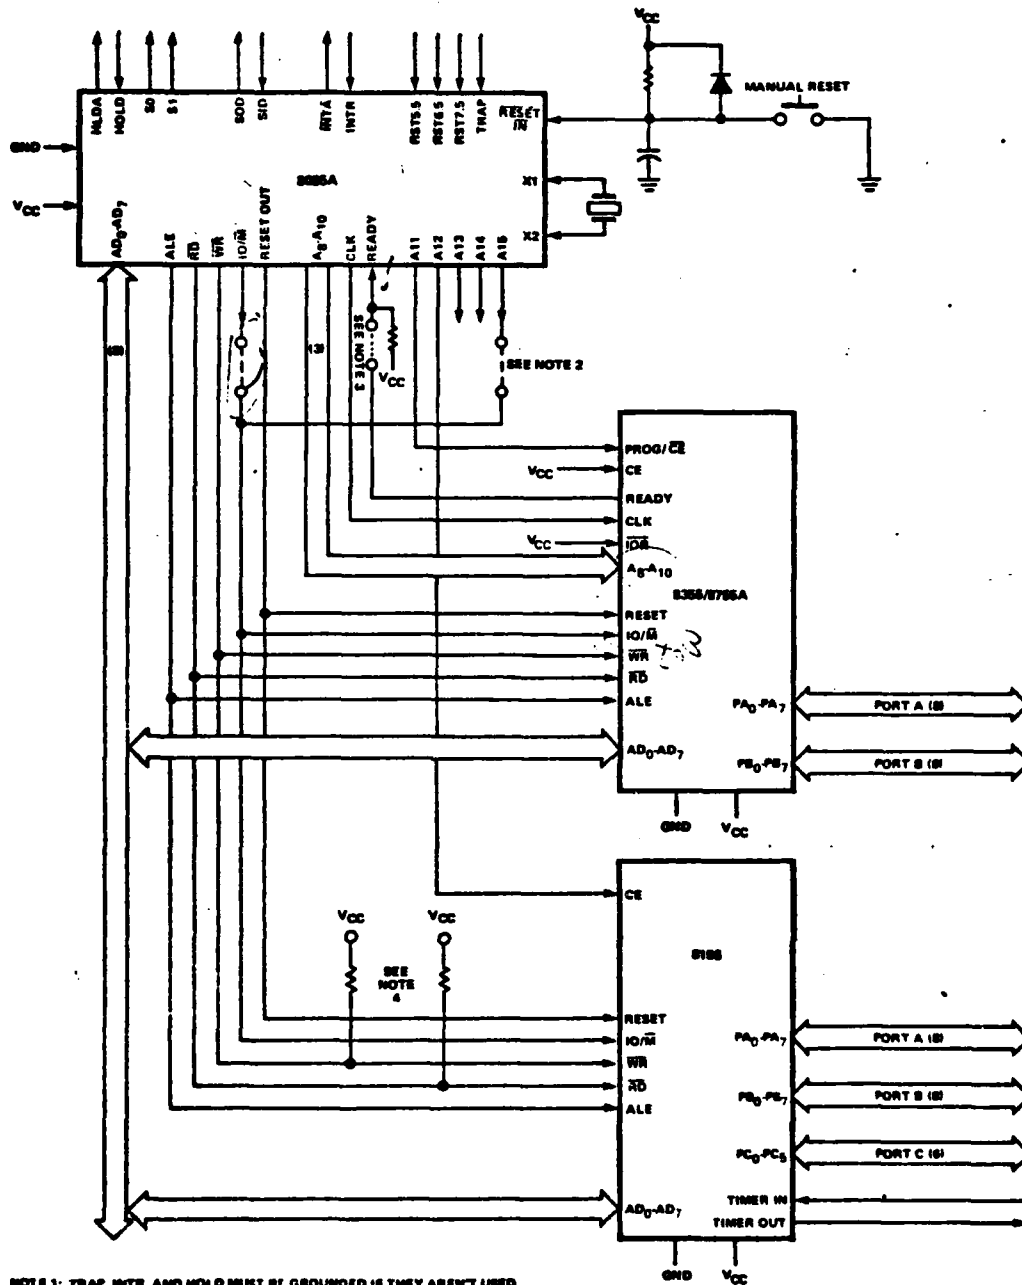 VCC
HLDA
HOLD
S0
S1
SOD
SID
INTA
INTR
RST5.5
RST6.5
RST7.5
TRAP
RESET IN
MANUAL RESET
GND
8085A
X1
VCC
X2
AD0-AD7
ALE
RD
WR
IO/M
RESET OUT
A8-A10
CLK
READY
A11
A12
A13
A14
A15
(8)
(3)
SEE NOTE 3
VCC
SEE NOTE 2
PROG/CE
VCC
CE
READY
CLK
VCC
IOR
A8-A10
8355/8755A
RESET
IO/M
WR
RD
ALE
PA0-PA7
PORT A (8)
AD0-AD7
PB0-PB7
PORT B (8)
GND
VCC
CE
VCC
VCC
8155
SEE
NOTE
4
RESET
IO/M
PA0-PA7
PORT A (8)
WR
RD
PB0-PB7
PORT B (8)
ALE
PC0-PC5
PORT C (6)
TIMER IN
AD0-AD7
TIMER OUT
GND
VCC
NOTE 1: TRAP, INTR, AND HOLD MUST BE GROUNDED IF THEY AREN'T USED.